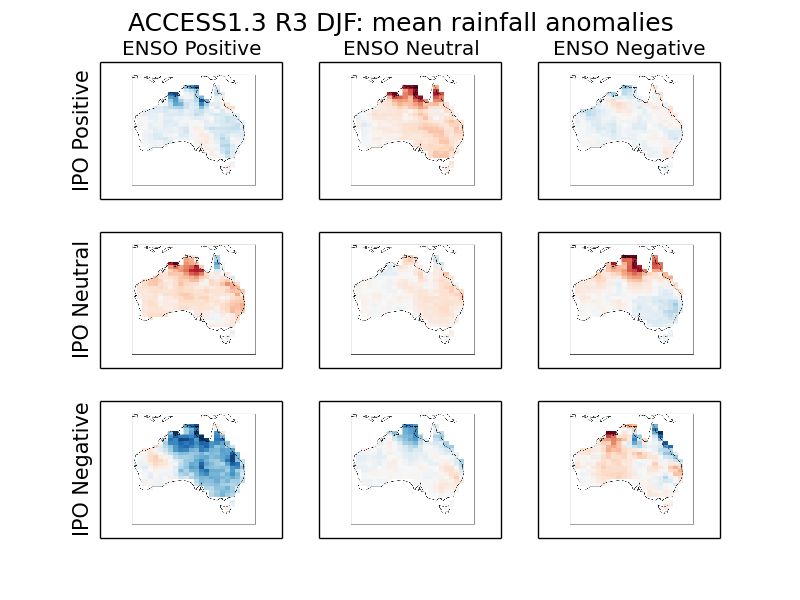 ACCESS1.3 R3 DJF: mean rainfall anomalies
ENSO Positive
ENSO Neutral
ENSO Negative
IPO Positive
IPO Neutral
IPO Negative